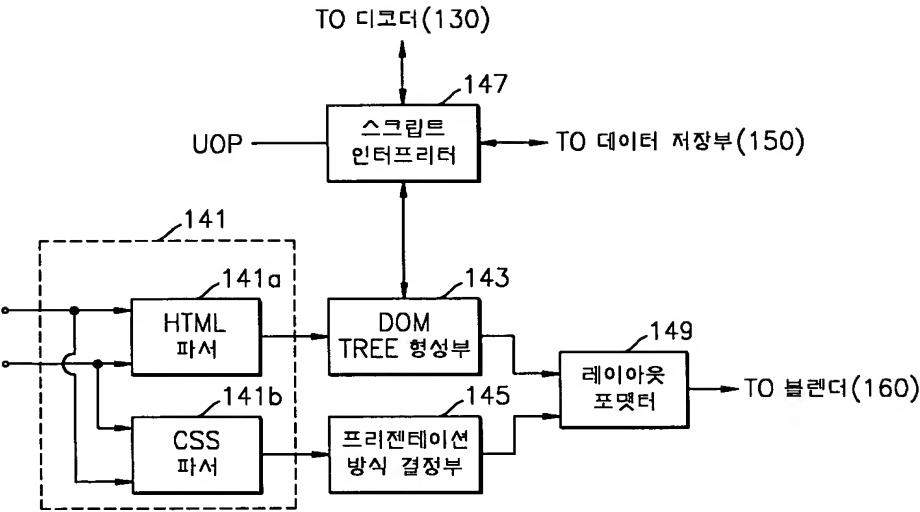 TO 디코더(130)
147
스크립트
인터프리터
UOP
TO 데이터 저장부(150)
141
141a
HTML
파서
143
DOM
TREE 형성부
149
레이아웃
포맷터
TO 블렌더(160)
141b
CSS
파서
145
프리젠테이션
방식 결정부